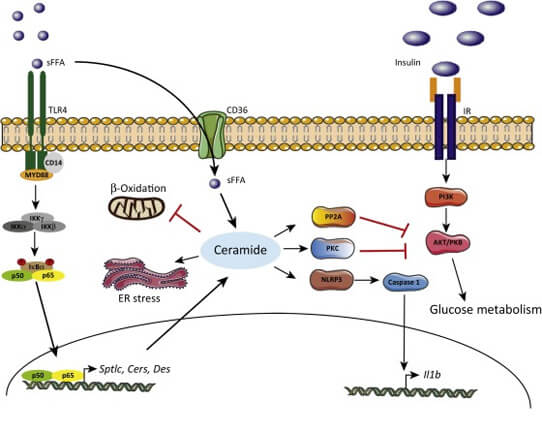 sFFA
Insulin
TLR4
CD36
IR
CD14
MYD88
sFFA
β-Oxidation
PI3K
IKKγ
IKKα
IKKβ
PP2A
Ceramide
PKC
AKT/PKB
IκBα
p50
p65
NLRP3
Caspase 1
ER stress
Glucose metabolism
p50
p65
Sptlc, Cers, Des
Il1b